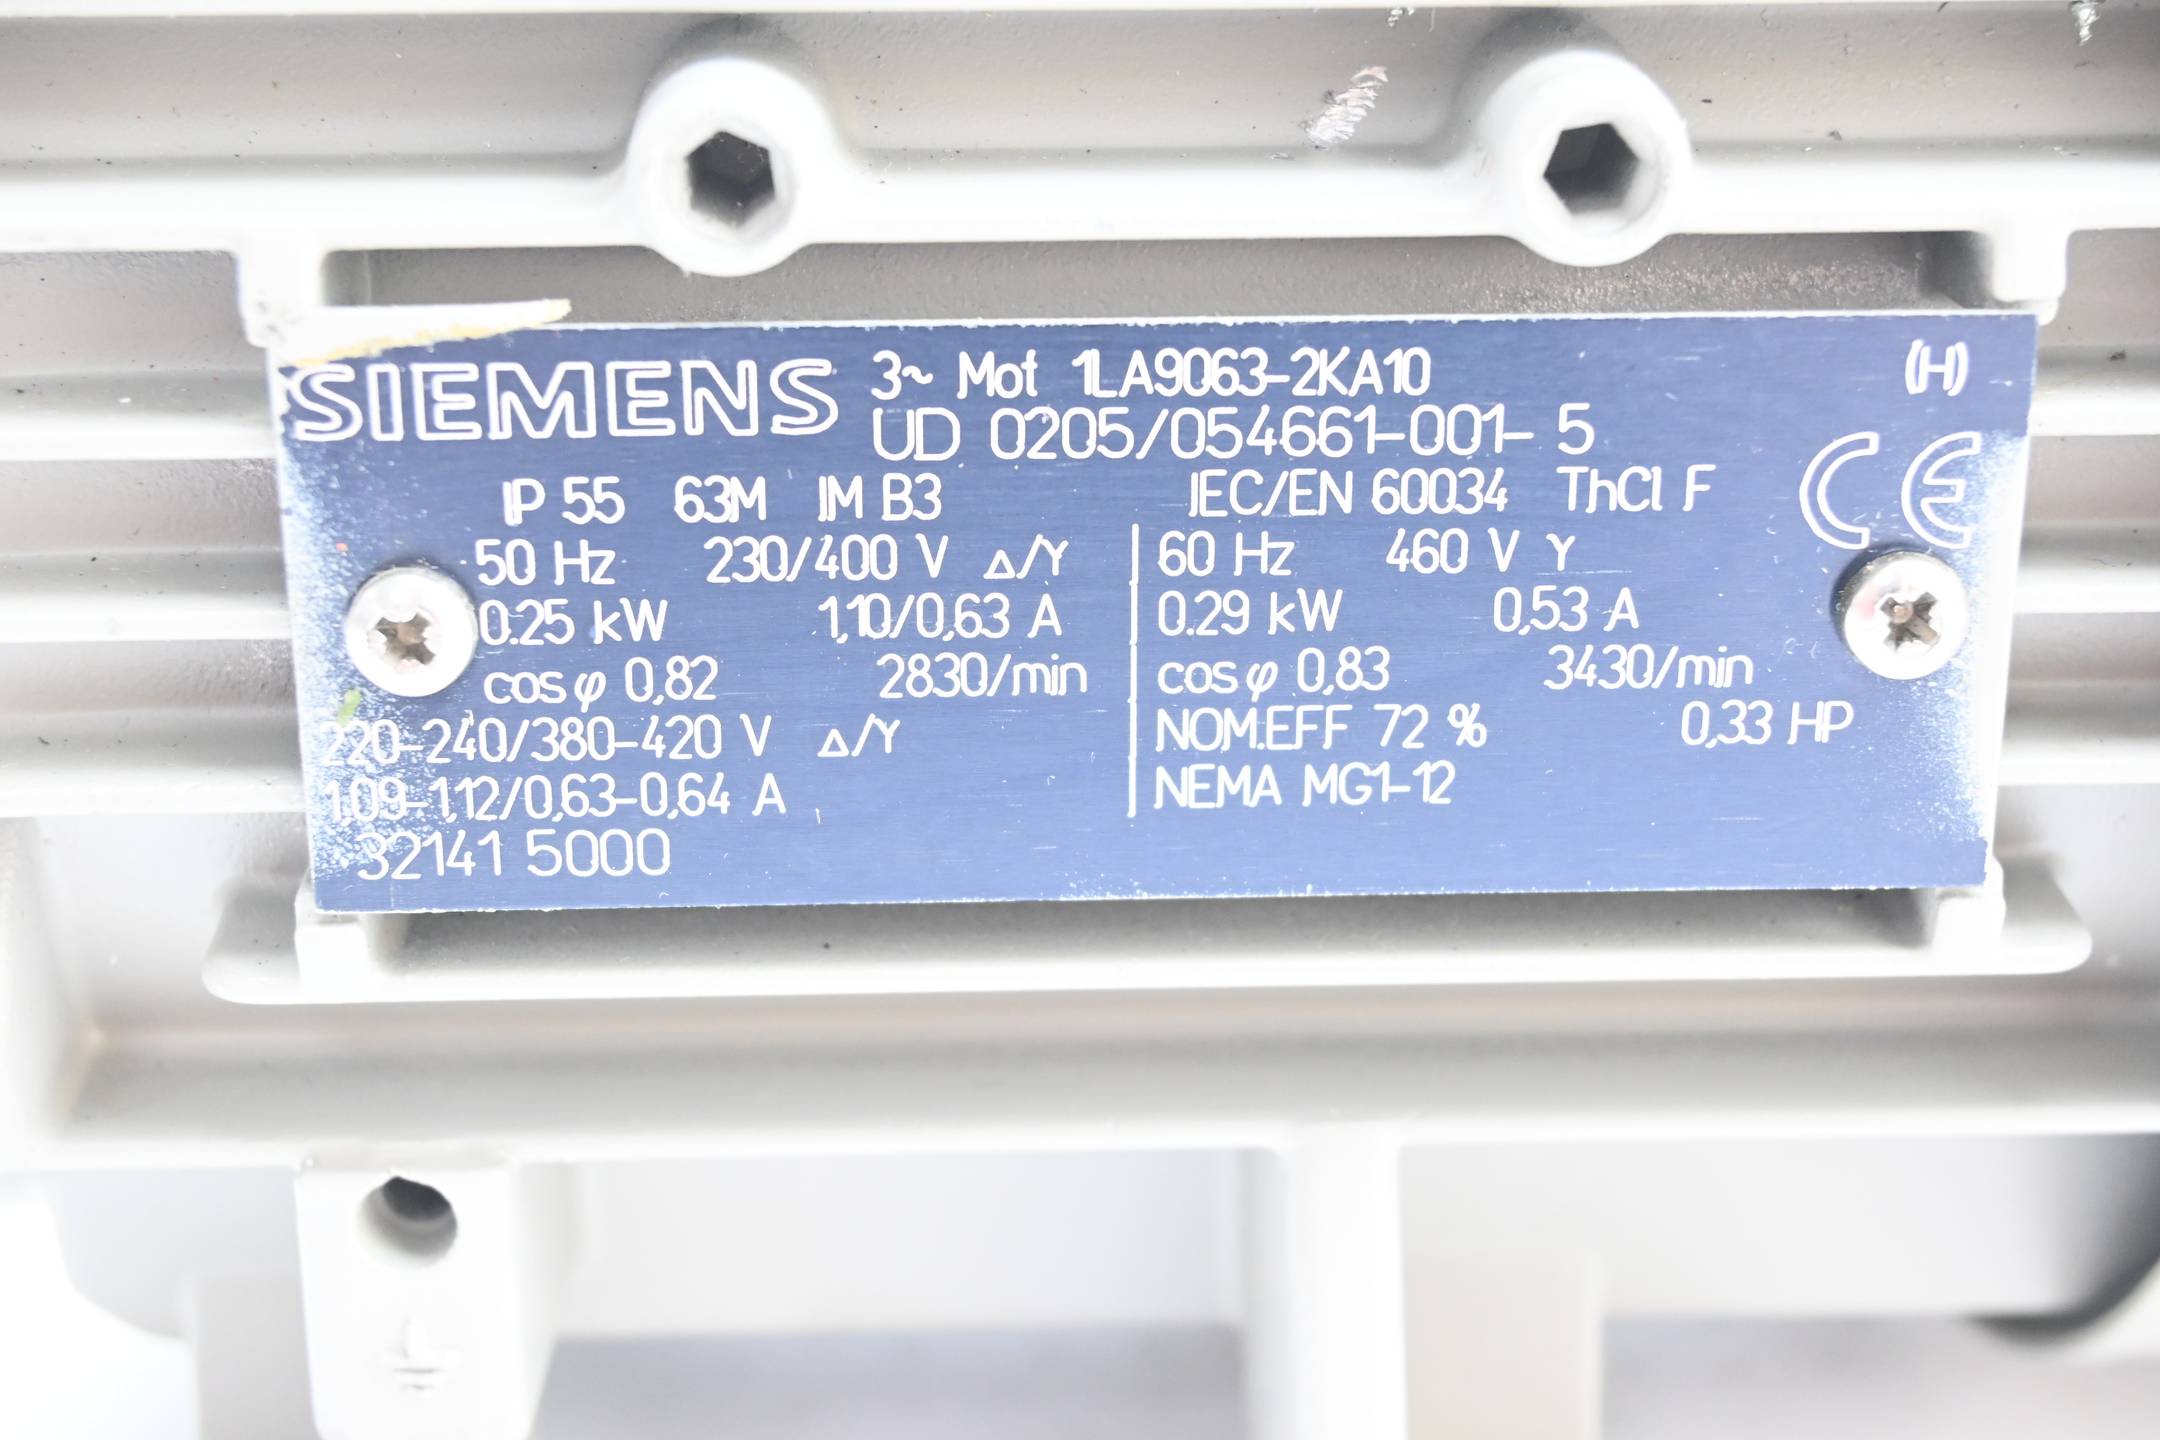 SIEMENS 3~ Mot 1LA9063-2KA10 (H)
UD 0205/054661-001- 5
IP 55 63M IM B3 IEC/EN 60034 ThCl F CE
50 Hz 230/400 V △/Y 60 Hz 460 V Y
0.25 kW 1,10/0,63 A 0.29 kW 0,53 A
cos φ 0,82 2830/min cos φ 0,83 3430/min
220-240/380-420 V △/Y NOM.EFF 72 % 0,33 HP
1,09-1,12/0,63-0,64 A NEMA MG1-12
32141 5000